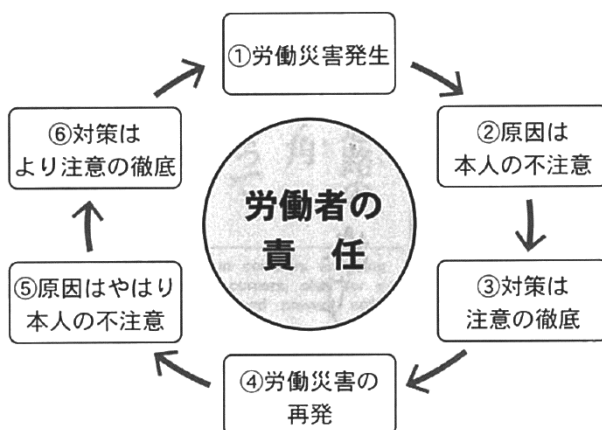 ①労働災害発生
②原因は
本人の不注意
③対策は
注意の徹底
④労働災害の
再発
⑤原因はやはり
本人の不注意
⑥対策は
より注意の徹底
労働者の
責 任